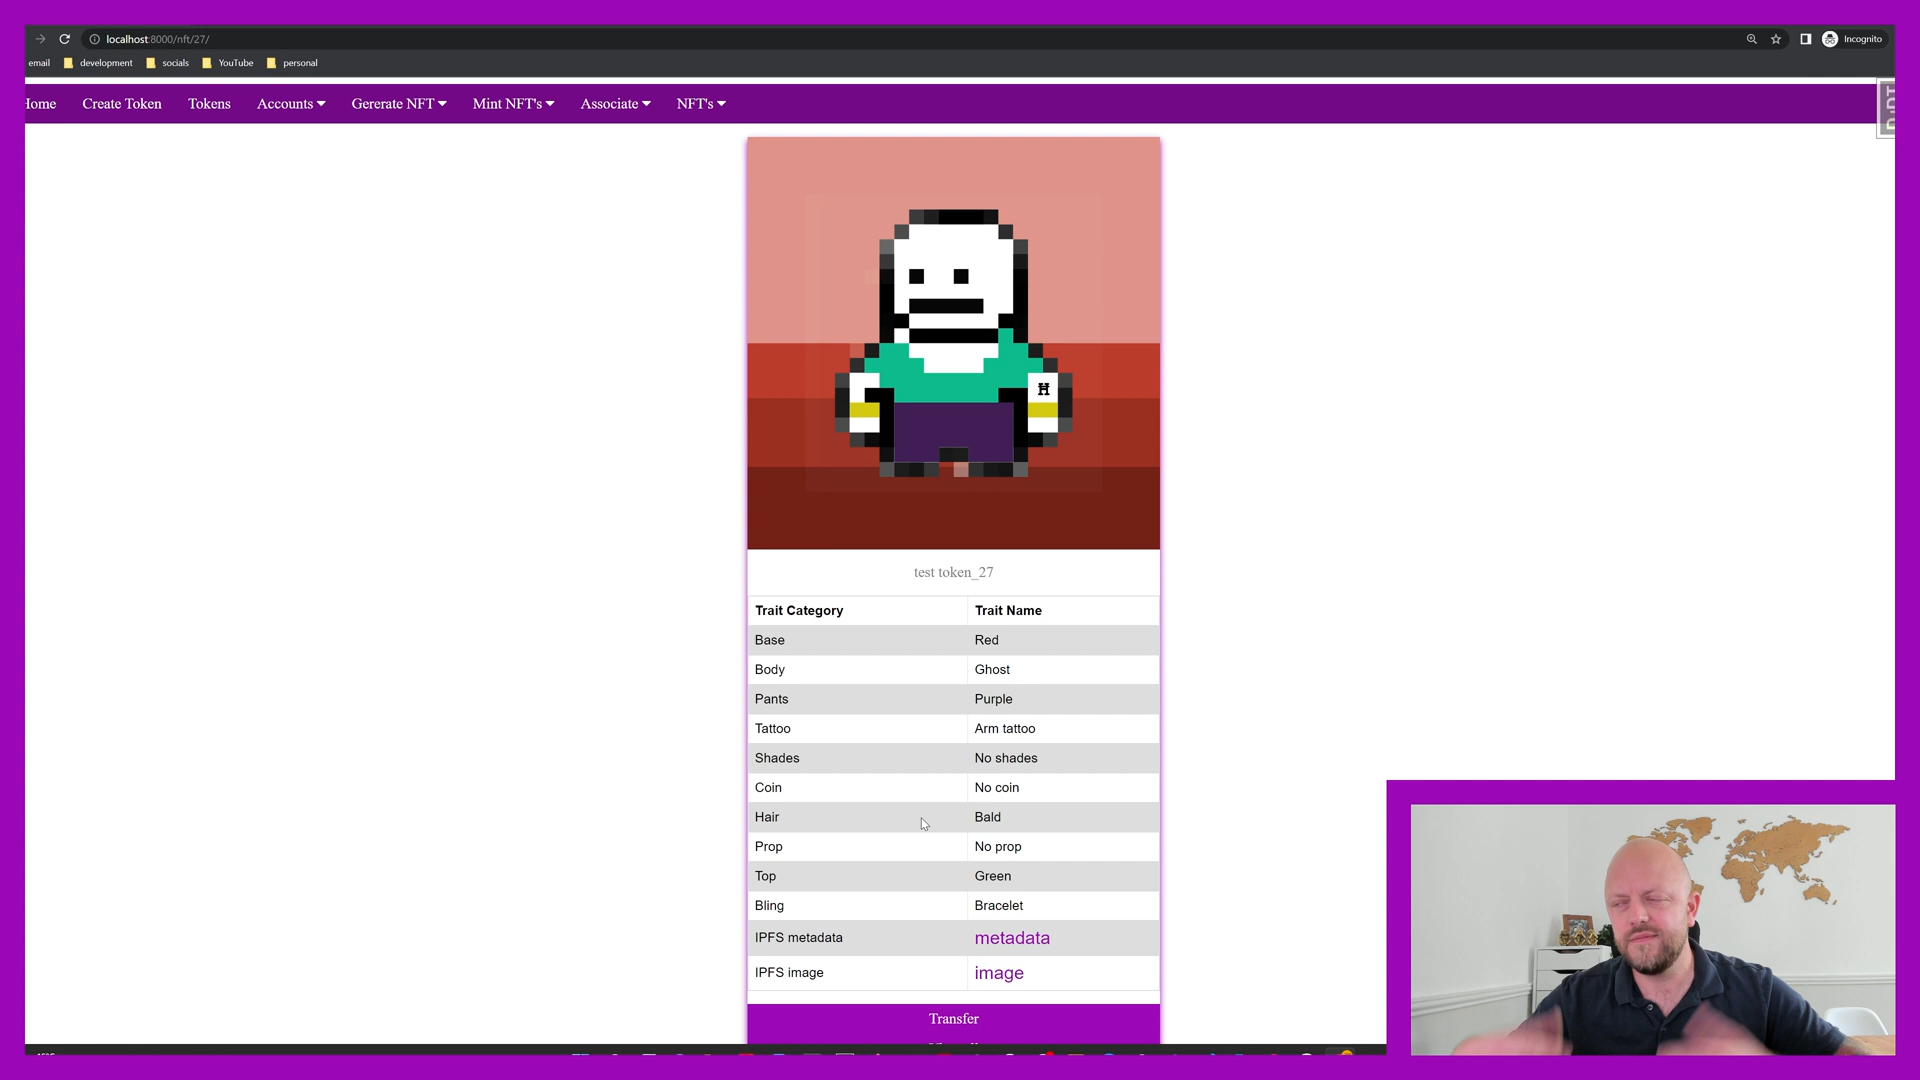 localhost:8000/nft/27/
Incognito
email development socials YouTube personal
Home Create Token Tokens Accounts Gererate NFT Mint NFT's Associate NFT's
DjDT
test token_27
Trait Category Trait Name
Base Red
Body Ghost
Pants Purple
Tattoo Arm tattoo
Shades No shades
Coin No coin
Hair Bald
Prop No prop
Top Green
Bling Bracelet
IPFS metadata metadata
IPFS image image
Transfer